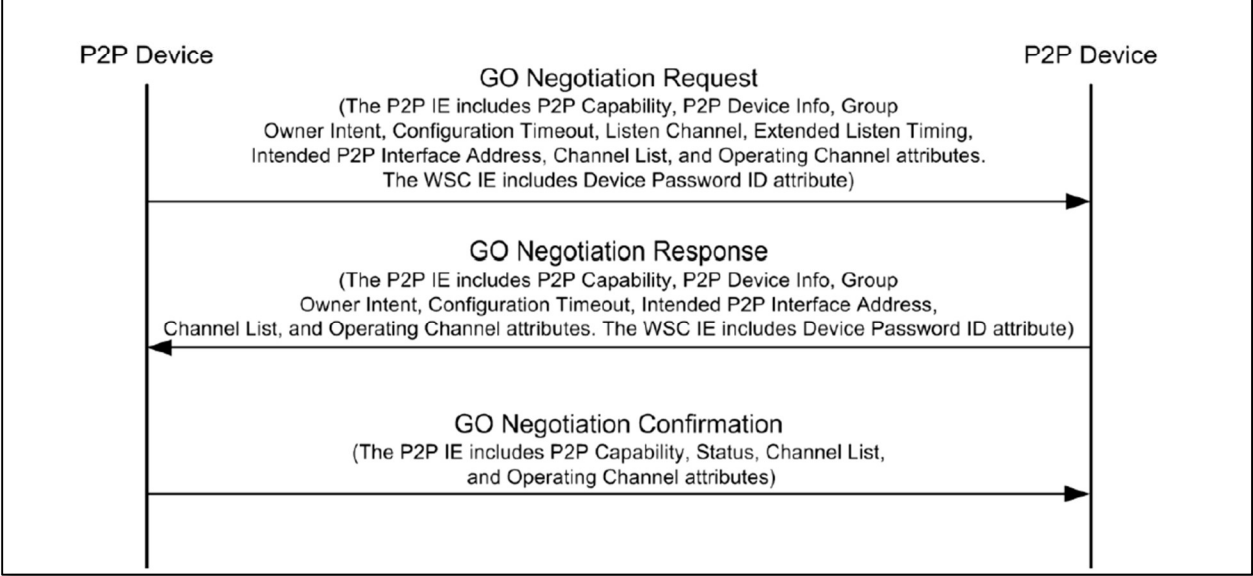 P2P Device
P2P Device
GO Negotiation Request
(The P2P IE includes P2P Capability, P2P Device Info, Group
Owner Intent, Configuration Timeout, Listen Channel, Extended Listen Timing,
Intended P2P Interface Address, Channel List, and Operating Channel attributes.
The WSC IE includes Device Password ID attribute)
GO Negotiation Response
(The P2P IE includes P2P Capability, P2P Device Info, Group
Owner Intent, Configuration Timeout, Intended P2P Interface Address,
Channel List, and Operating Channel attributes. The WSC IE includes Device Password ID attribute)
GO Negotiation Confirmation
(The P2P IE includes P2P Capability, Status, Channel List,
and Operating Channel attributes)